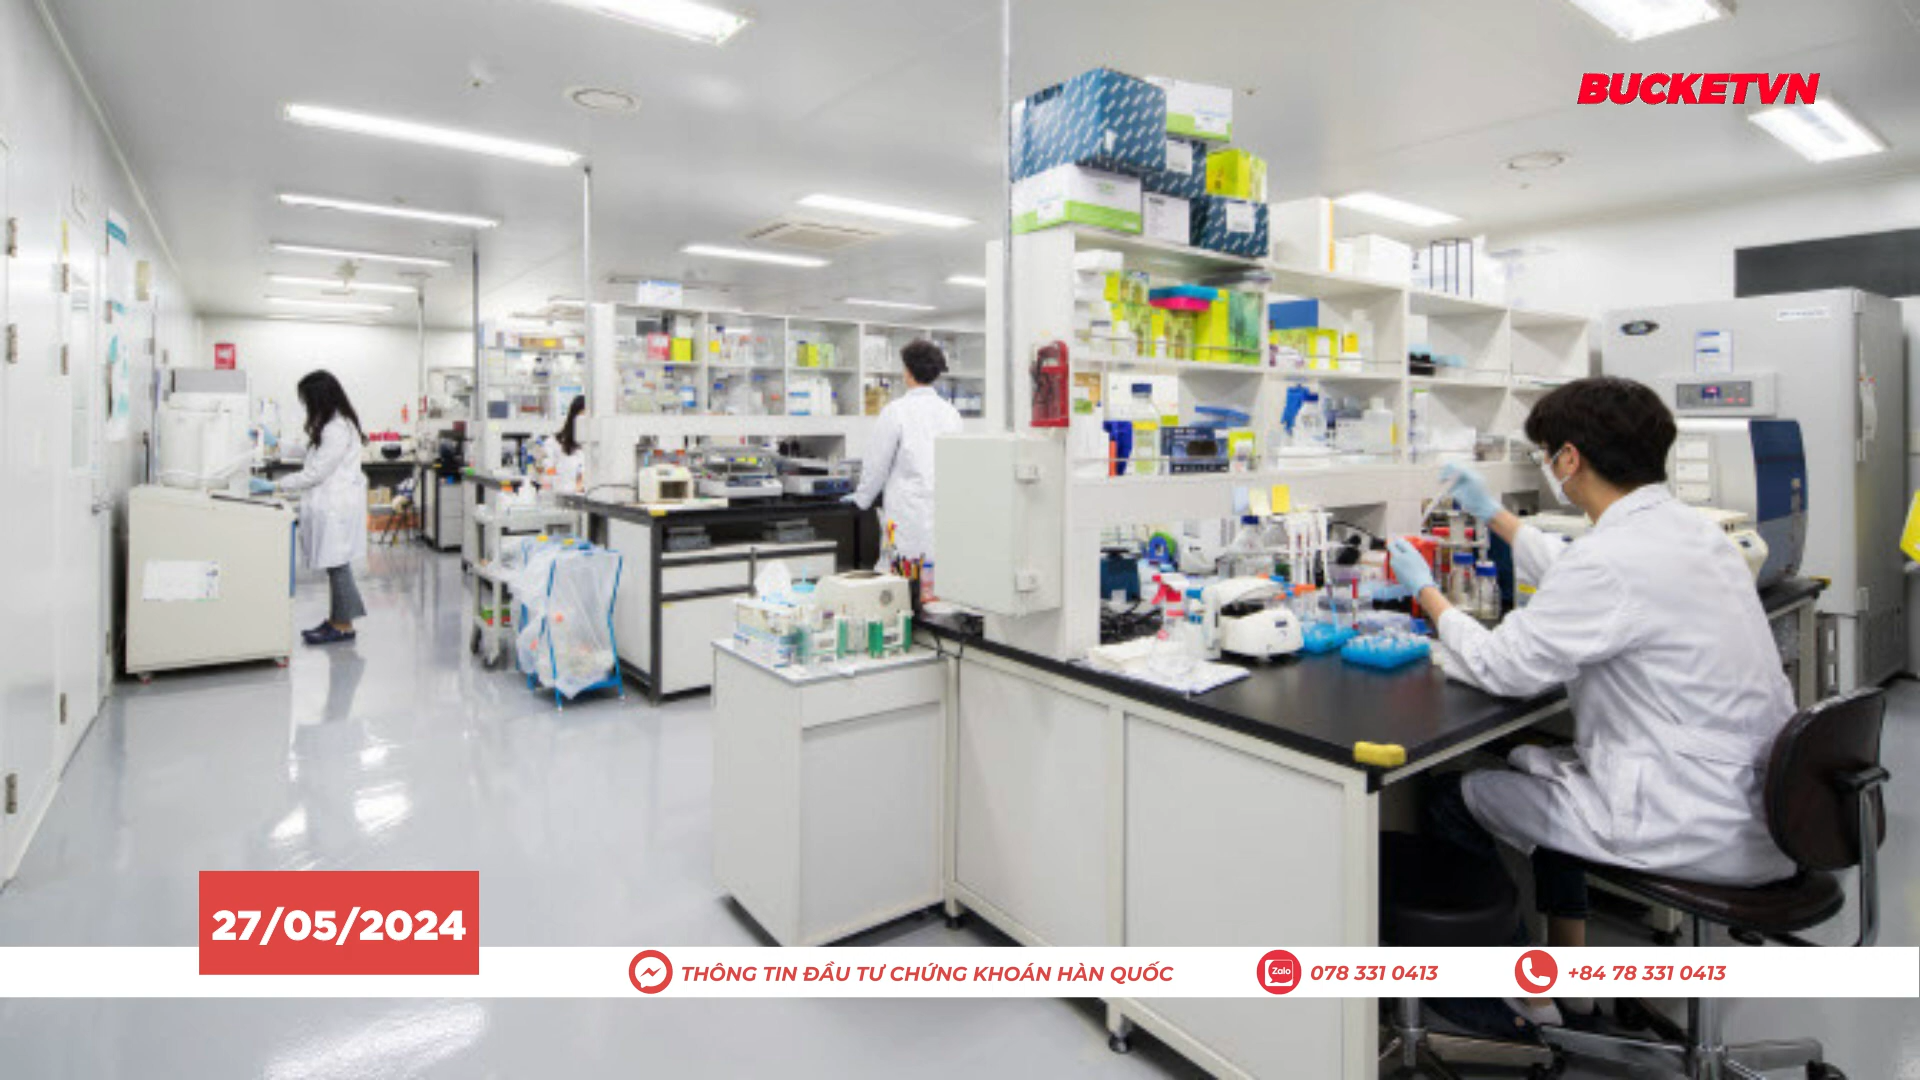 BUCKETVN
27/05/2024
THÔNG TIN ĐẦU TƯ CHỨNG KHOÁN HÀN QUỐC
Zalo
078 331 0413
+84 78 331 0413